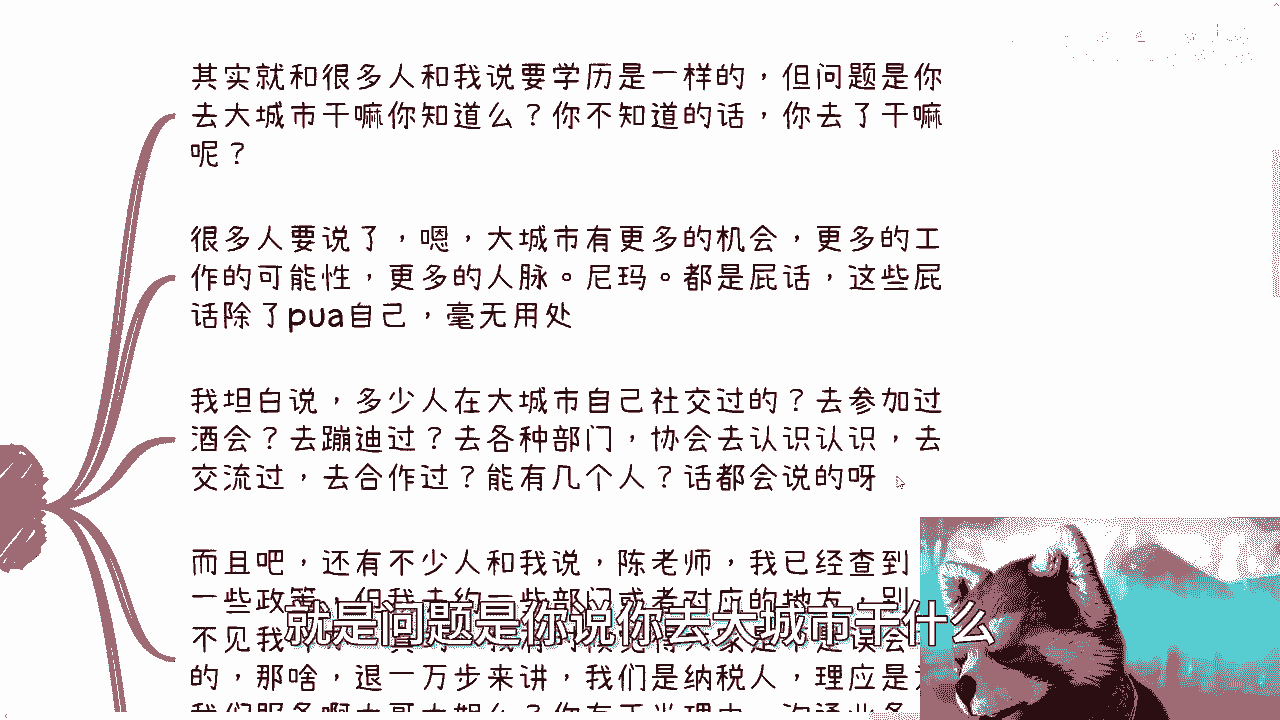 其实就和很多人和我说要学历是一样的，但问题是你
去大城市干嘛你知道么？你不知道的话，你去了干嘛
呢？
很多人要说了，嗯，大城市有更多的机会，更多的工
作的可能性，更多的人脉。尼玛。都是屁话，这些屁
话除了pua自己，毫无用处
我坦白说，多少人在大城市自己社交过的？去参加过
酒会？去蹦迪过？去各种部门，协会去认识认识，去
交流过，去合作过？能有几个人？话都会说的呀
而且吧，还有不少人和我说，陈老师，我已经查到
一些政策，但我去约一些部门或者对应的地方，别
不见我
的，那啥，退一万步来讲，我们是纳税人，理应是
就是问题是你说你去大城市干什么